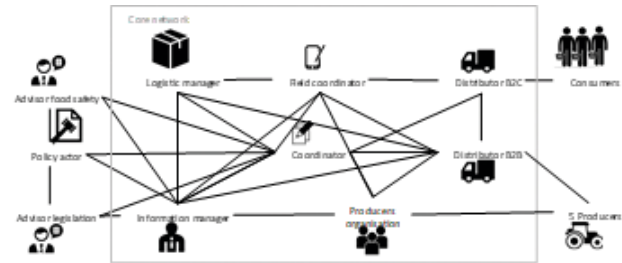 Core network
Logistic manager
Field coordinator
Distributor B2C
Consumers
Advisor food safety
Policy actor
Coordinator
Distributor B2B
Advisor legislation
Information manager
Producers
organisation
5 Producers